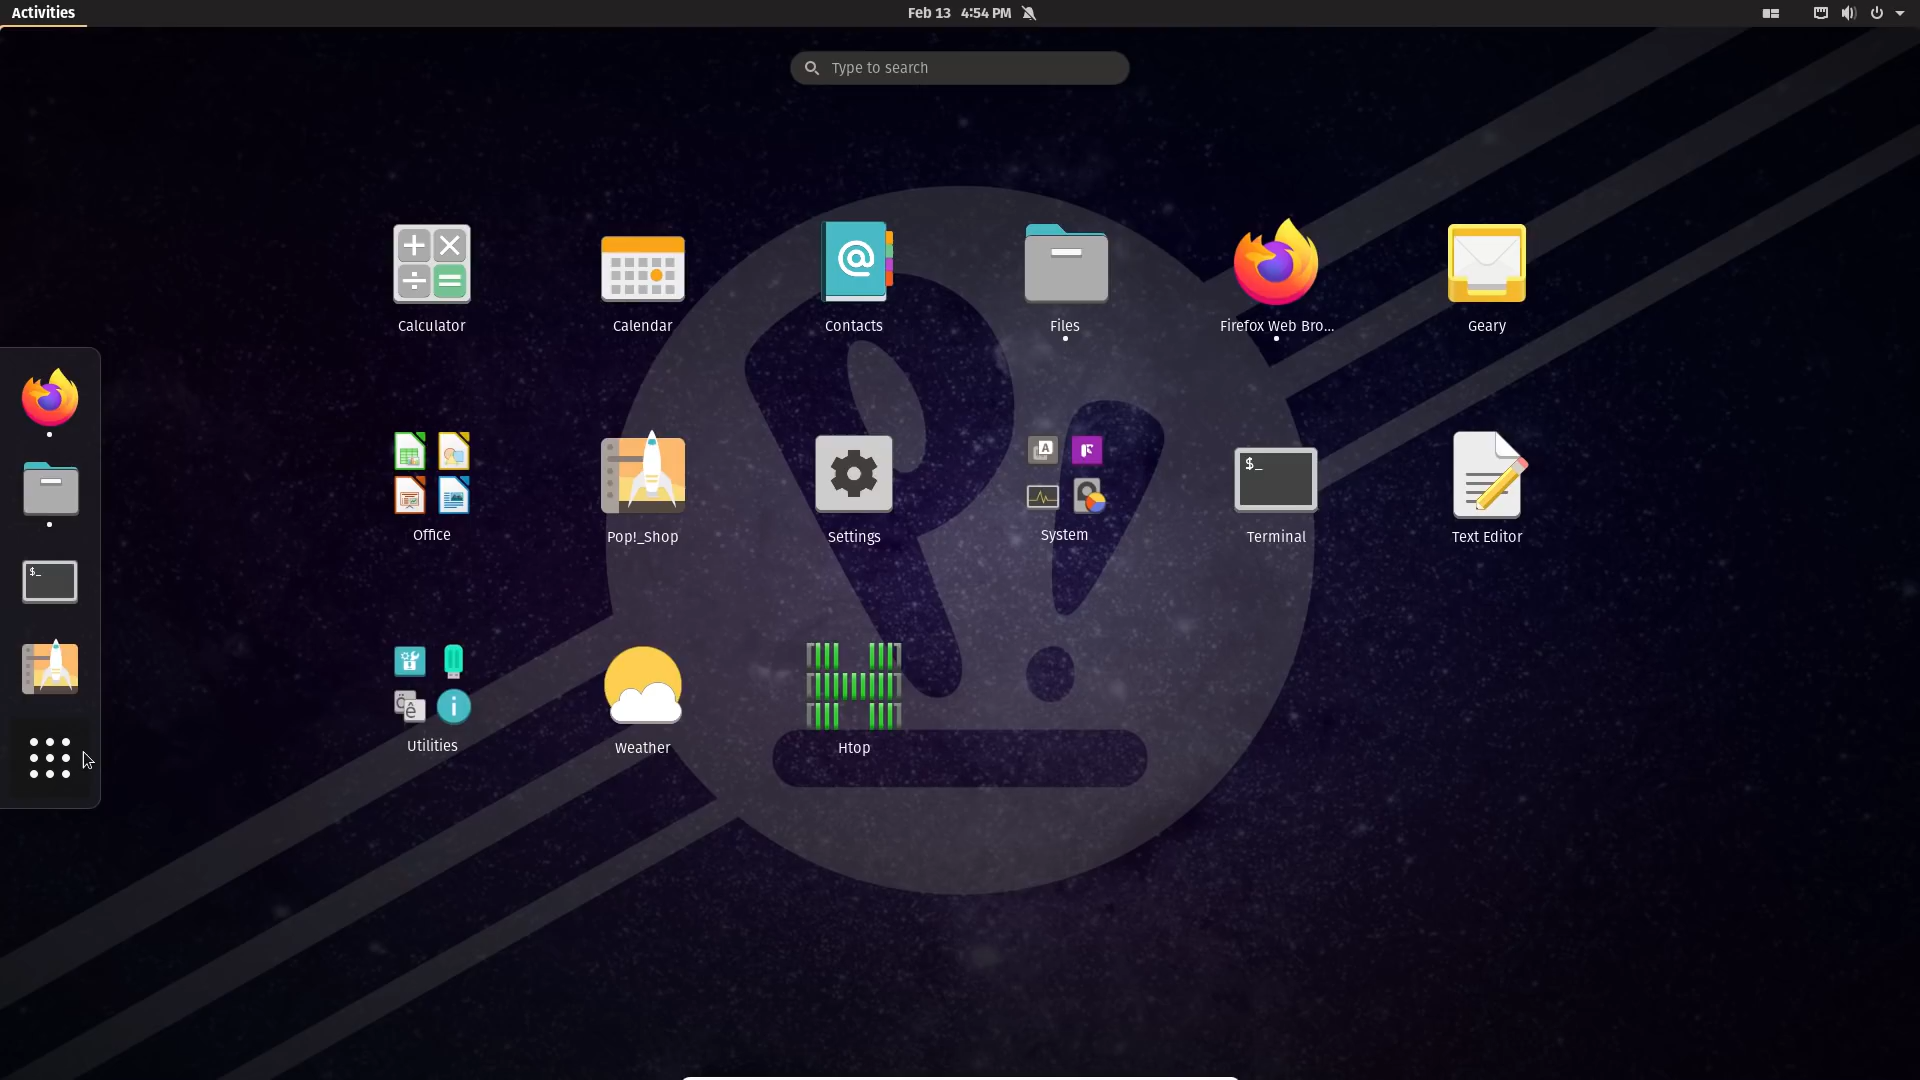 Activities
Feb 13 4:54 PM
Type to search
Calculator
Calendar
Contacts
Files
Firefox Web Bro...
Geary
Office
Pop!_Shop
Settings
System
Terminal
Text Editor
Utilities
Weather
Htop